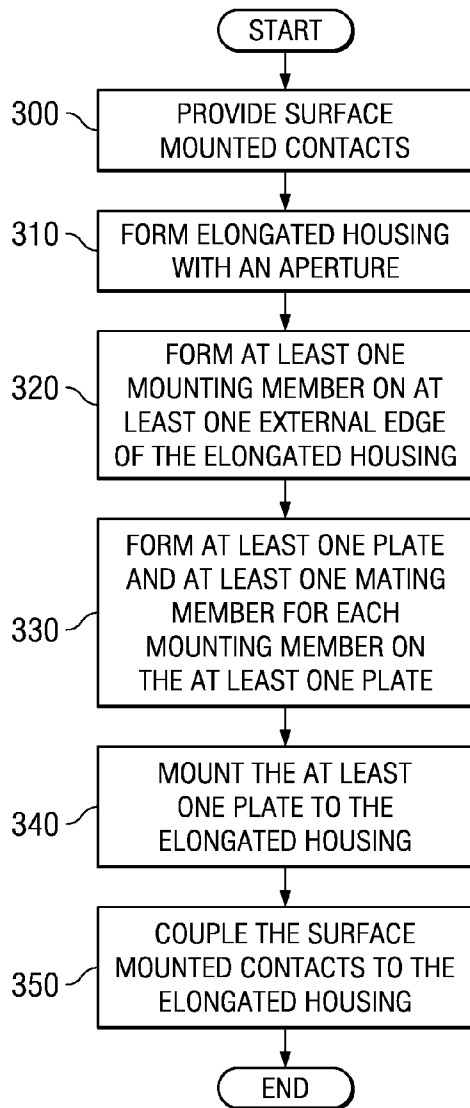 START
300
PROVIDE SURFACE
MOUNTED CONTACTS
310
FORM ELONGATED HOUSING
WITH AN APERTURE
320
FORM AT LEAST ONE
MOUNTING MEMBER ON AT
LEAST ONE EXTERNAL EDGE
OF THE ELONGATED HOUSING
330
FORM AT LEAST ONE PLATE
AND AT LEAST ONE MATING
MEMBER FOR EACH
MOUNTING MEMBER ON
THE AT LEAST ONE PLATE
340
MOUNT THE AT LEAST
ONE PLATE TO THE
ELONGATED HOUSING
350
COUPLE THE SURFACE
MOUNTED CONTACTS TO THE
ELONGATED HOUSING
END